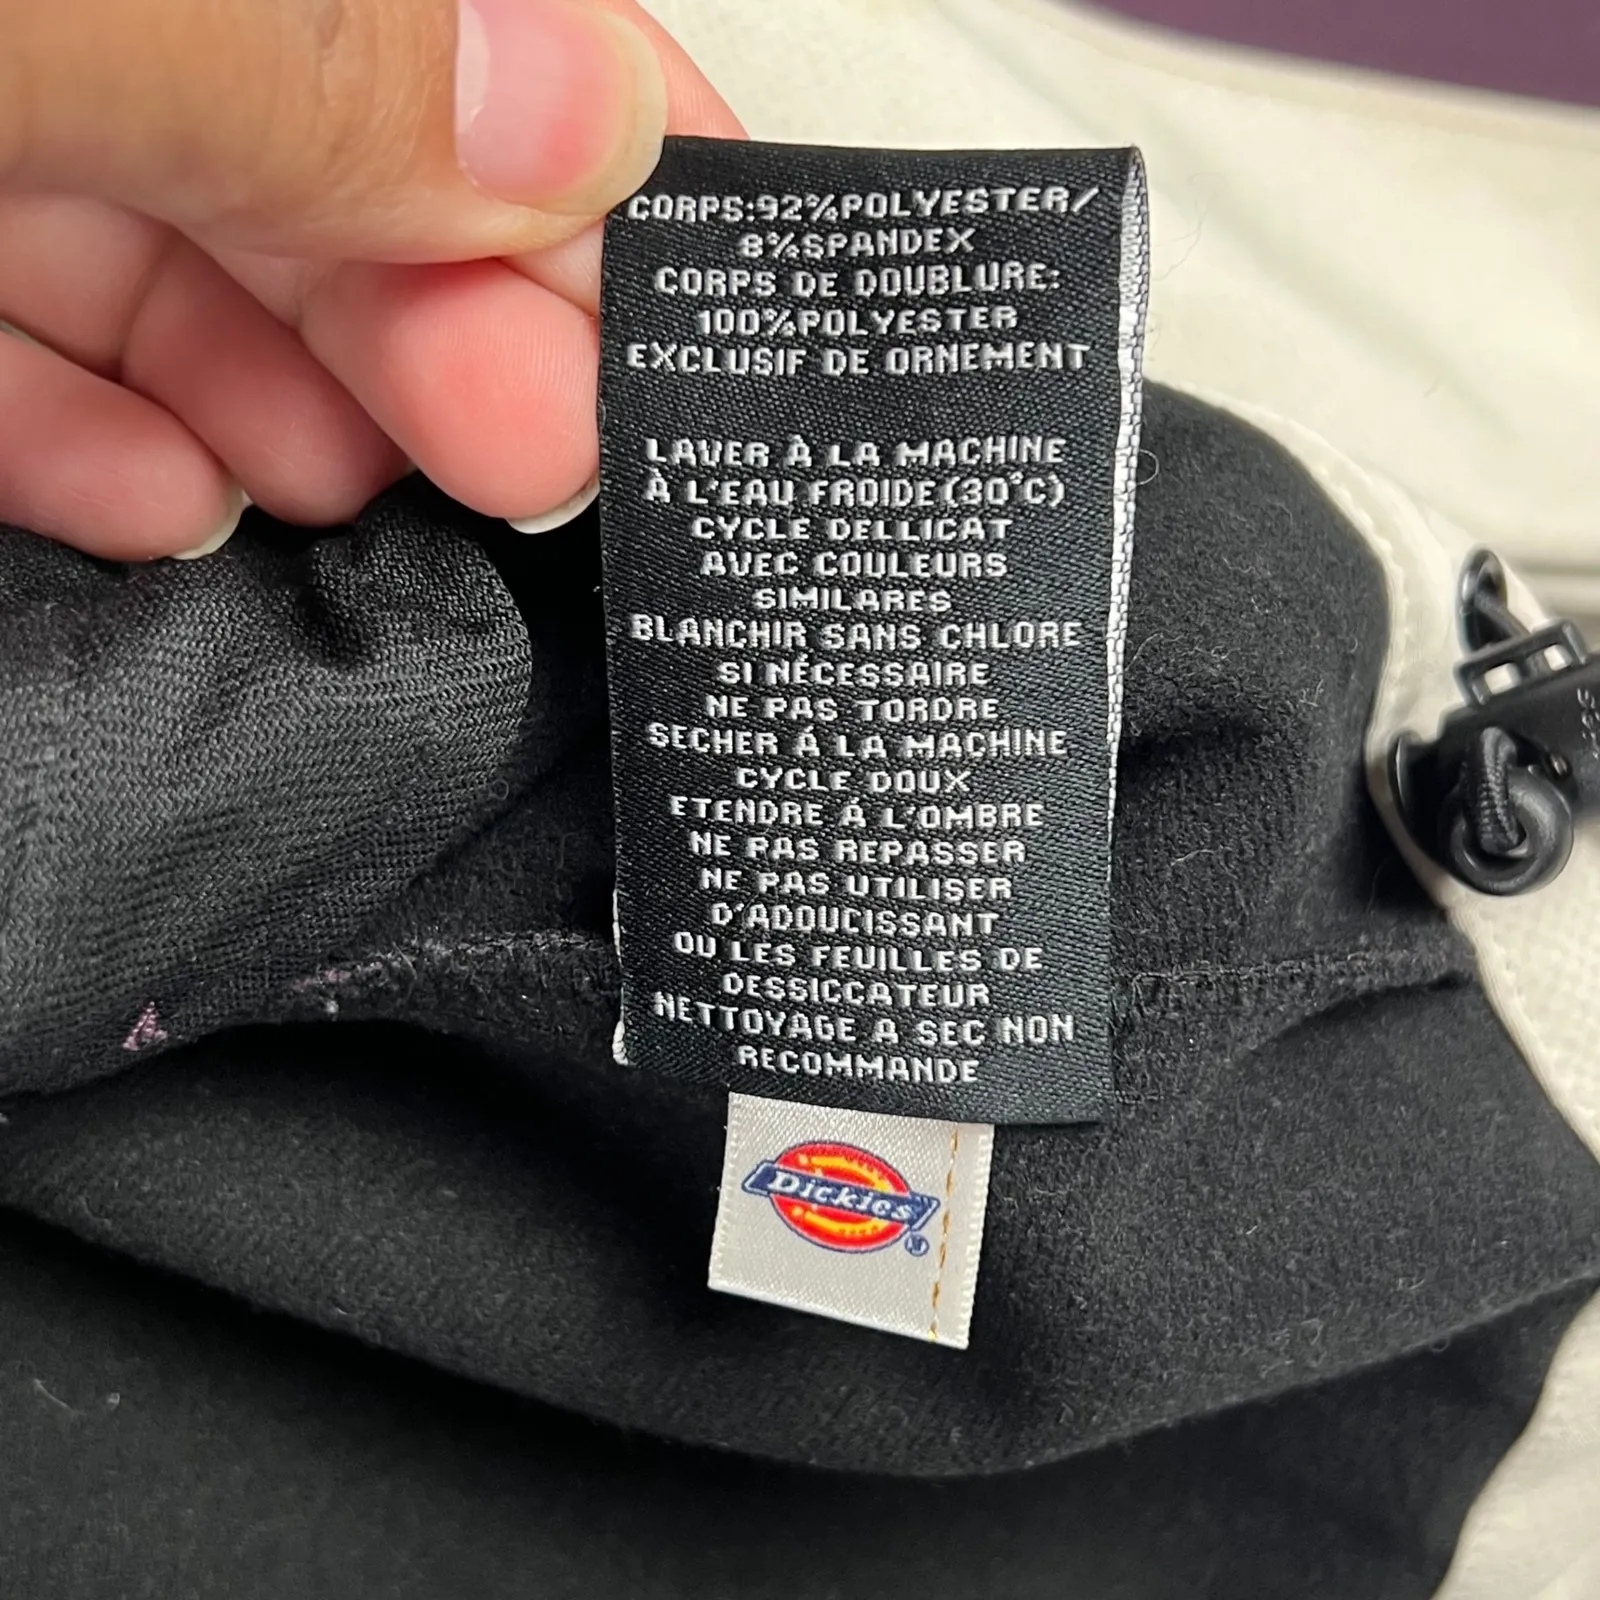 CORPS:92%POLYESTER/
8%SPANDEX
CORPS DE DOUBLURE:
100%POLYESTER
EXCLUSIF DE ORNEMENT
LAVER À LA MACHINE
À L'EAU FROIDE(30°C)
CYCLE DELLICAT
AVEC COULEURS
SIMILARES
BLANCHIR SANS CHLORE
SI NÉCESSAIRE
NE PAS TORDRE
SECHER Á LA MACHINE
CYCLE DOUX
ETENDRE Á L'OMBRE
NE PAS REPASSER
NE PAS UTILISER
D'ADOUCISSANT
OU LES FEUILLES DE
DESSICCATEUR
NETTOYAGE A SEC NON
RECOMMANDE
Dickies®